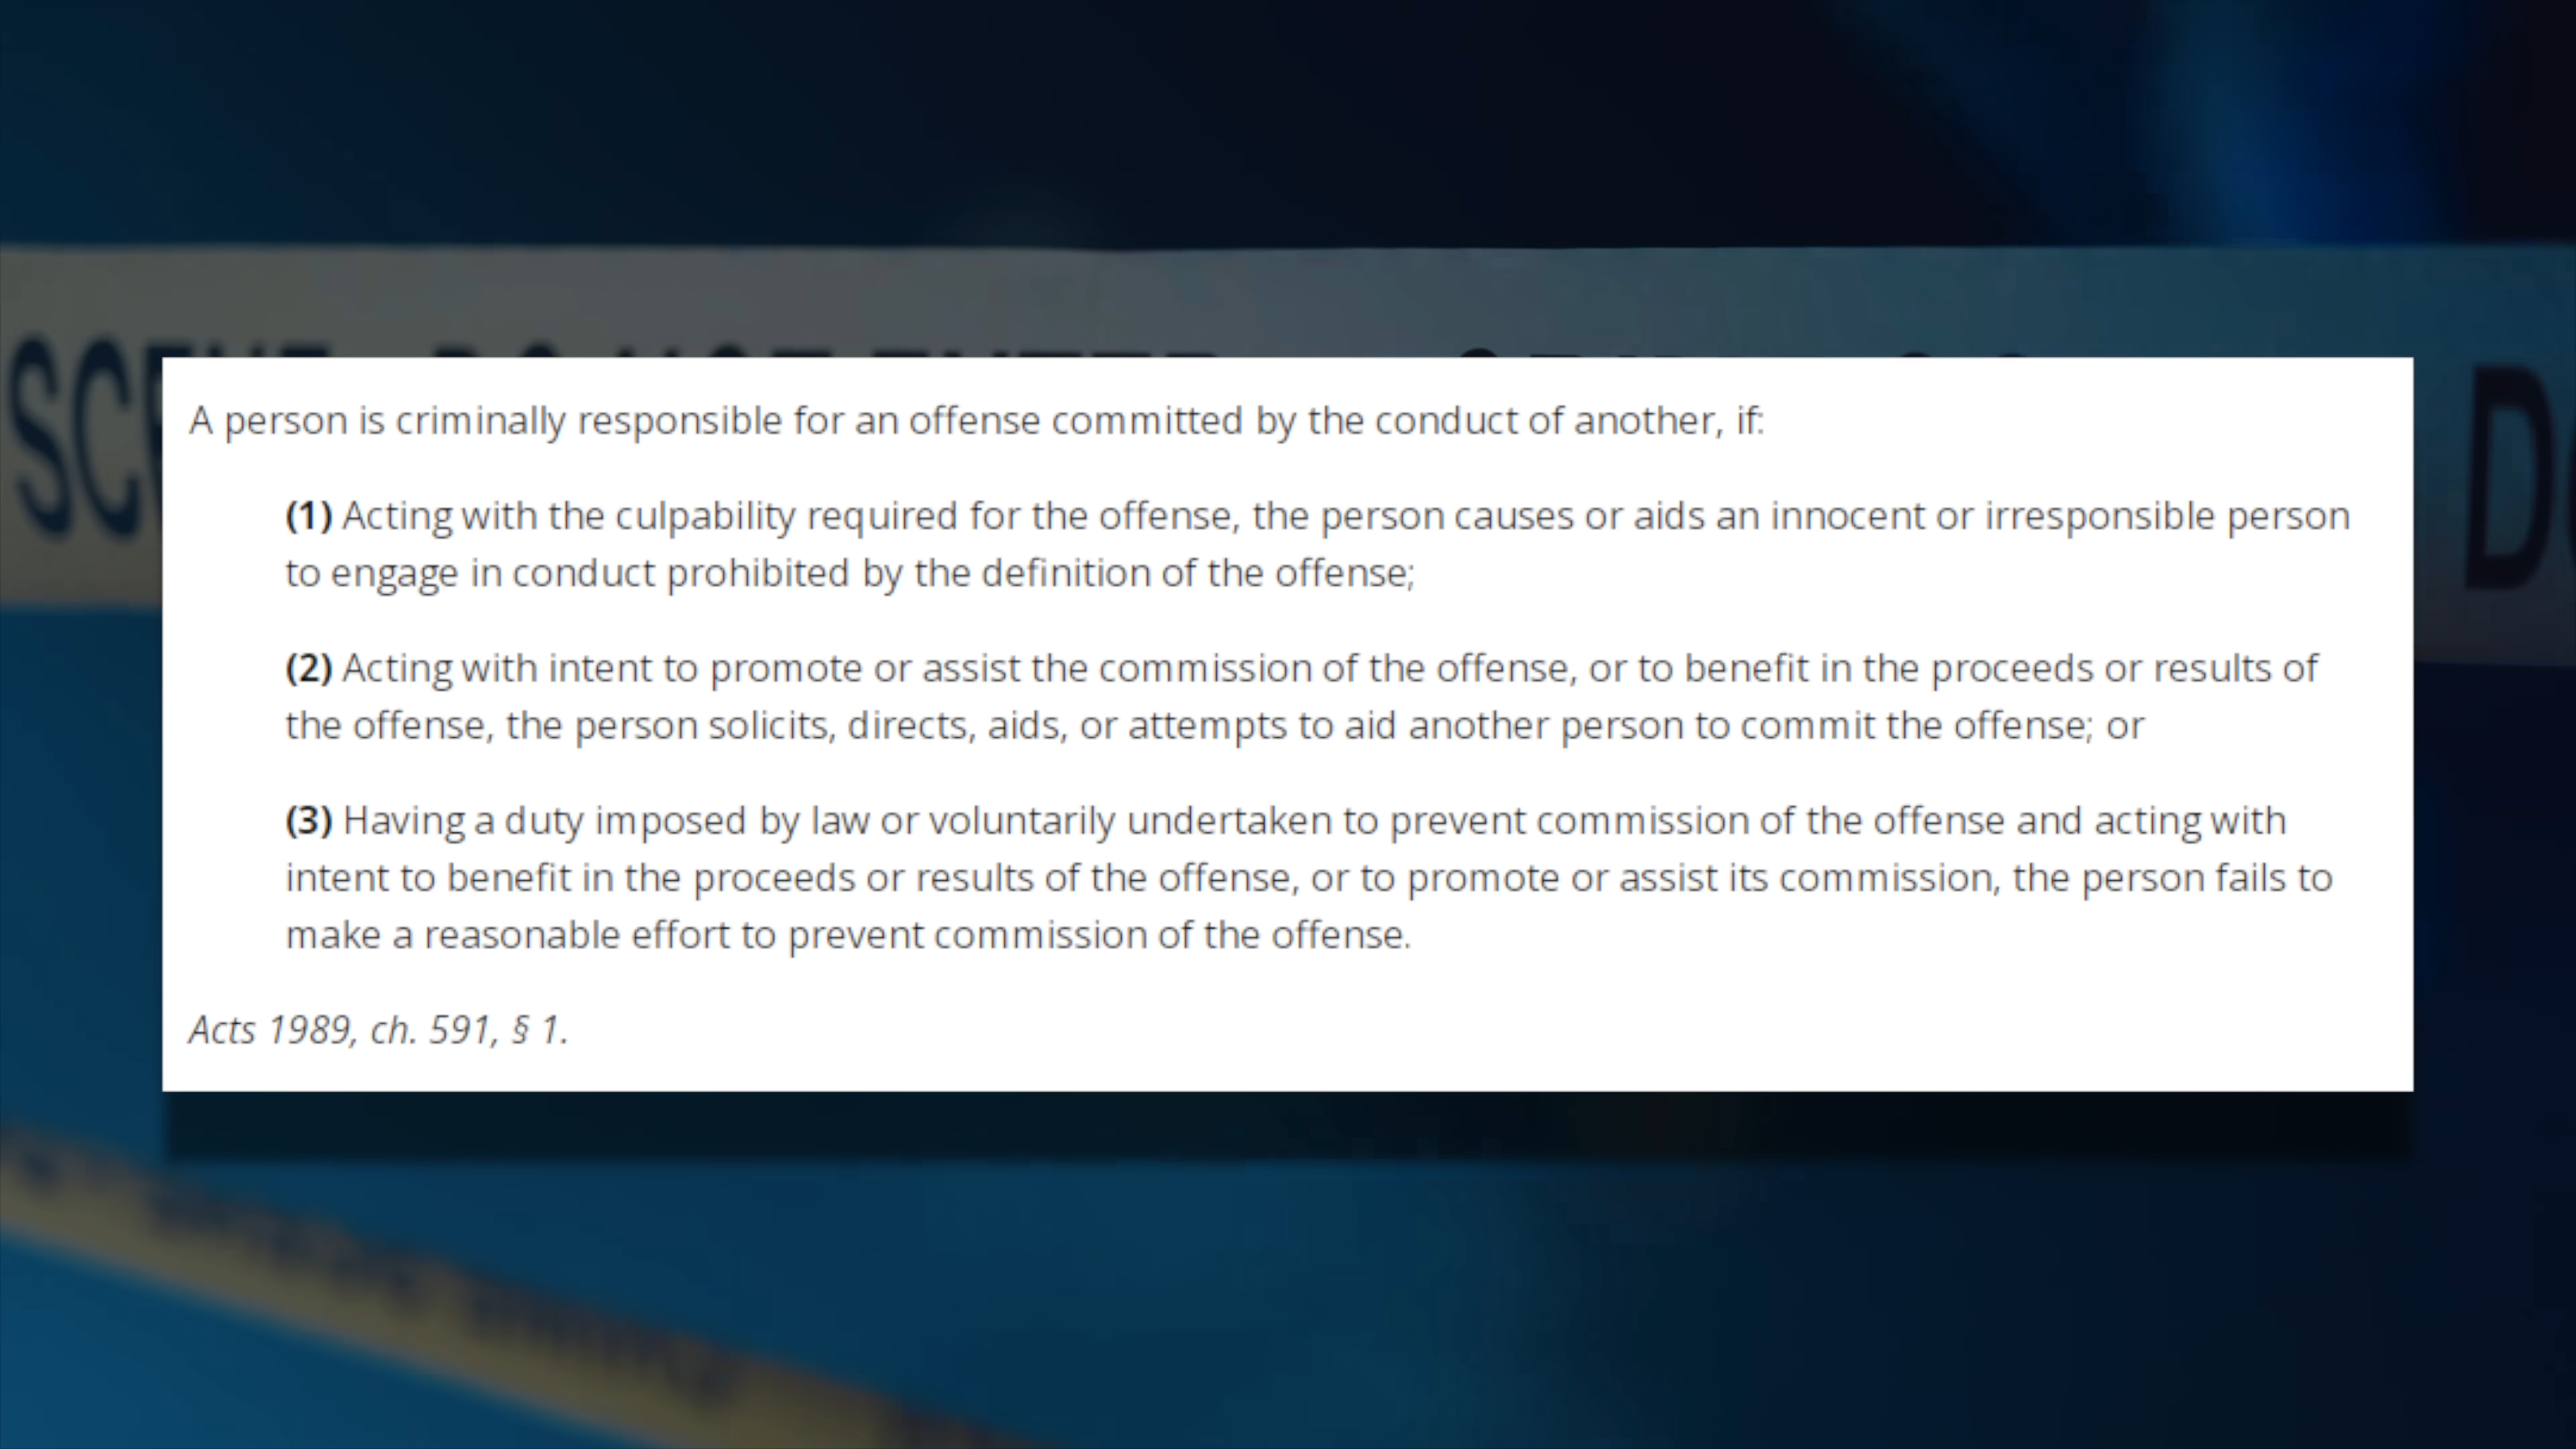 SCE
D
A person is criminally responsible for an offense committed by the conduct of another, if:
(1) Acting with the culpability required for the offense, the person causes or aids an innocent or irresponsible person
to engage in conduct prohibited by the definition of the offense;
(2) Acting with intent to promote or assist the commission of the offense, or to benefit in the proceeds or results of
the offense, the person solicits, directs, aids, or attempts to aid another person to commit the offense; or
(3) Having a duty imposed by law or voluntarily undertaken to prevent commission of the offense and acting with
intent to benefit in the proceeds or results of the offense, or to promote or assist its commission, the person fails to
make a reasonable effort to prevent commission of the offense.
Acts 1989, ch. 591, § 1.